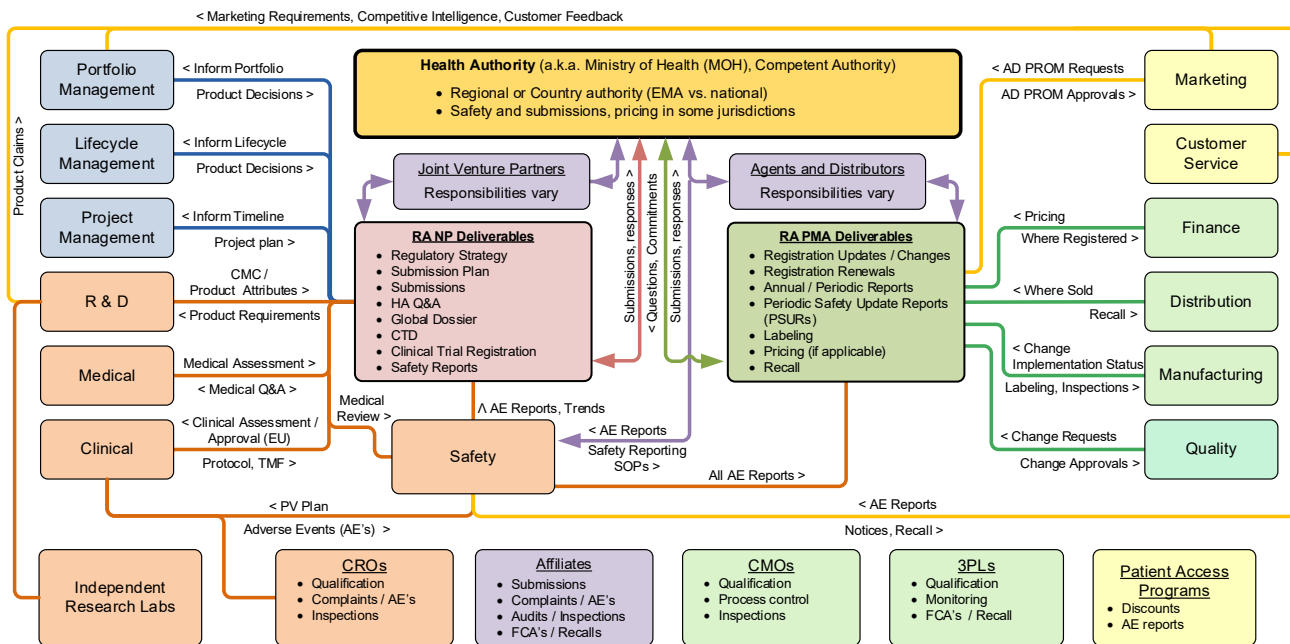 < Marketing Requirements, Competitive Intelligence, Customer Feedback
Product Claims >
Portfolio
Management
< Inform Portfolio
Product Decisions >
Lifecycle
Management
< Inform Lifecycle
Product Decisions >
Project
Management
< Inform Timeline
Project plan >
R & D
CMC /
Product Attributes >
< Product Requirements
Medical
Medical Assessment >
< Medical Q&A >
Clinical
< Clinical Assessment /
Approval (EU)
Protocol, TMF >
Health Authority (a.k.a. Ministry of Health (MOH), Competent Authority)
• Regional or Country authority (EMA vs. national)
• Safety and submissions, pricing in some jurisdictions
Joint Venture Partners
Responsibilities vary
Agents and Distributors
Responsibilities vary
Submissions, responses >
< Questions, Commitments
Submissions, responses >
RA NP Deliverables
• Regulatory Strategy
• Submission Plan
• Submissions
• HA Q&A
• Global Dossier
• CTD
• Clinical Trial Registration
• Safety Reports
RA PMA Deliverables
• Registration Updates / Changes
• Registration Renewals
• Annual / Periodic Reports
• Periodic Safety Update Reports
(PSURs)
• Labeling
• Pricing (if applicable)
• Recall
< AD PROM Requests
AD PROM Approvals >
Marketing
Customer
Service
< Pricing
Where Registered >
Finance
< Where Sold
Recall >
Distribution
< Change
Implementation Status
Labeling, Inspections >
Manufacturing
< Change Requests
Change Approvals >
Quality
Medical
Review >
Λ AE Reports, Trends
Safety
< AE Reports
Safety Reporting
SOPs >
All AE Reports >
< PV Plan
Adverse Events (AE's) >
< AE Reports
Notices, Recall >
Independent
Research Labs
CROs
• Qualification
• Complaints / AE's
• Inspections
Affiliates
• Submissions
• Complaints / AE's
• Audits / Inspections
• FCA's / Recalls
CMOs
• Qualification
• Process control
• Inspections
3PLs
• Qualification
• Monitoring
• FCA's / Recall
Patient Access
Programs
• Discounts
• AE reports